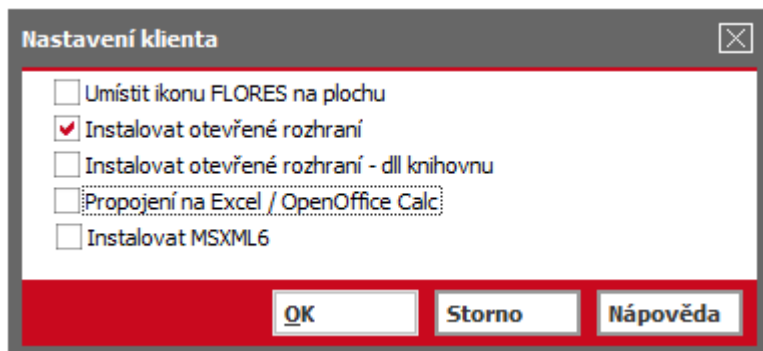 Nastavení klienta
Umístit ikonu FLORES na plochu
Instalovat otevřené rozhraní
Instalovat otevřené rozhraní - dll knihovnu
Propojení na Excel / OpenOffice Calc
Instalovat MSXML6
OK Storno Nápověda